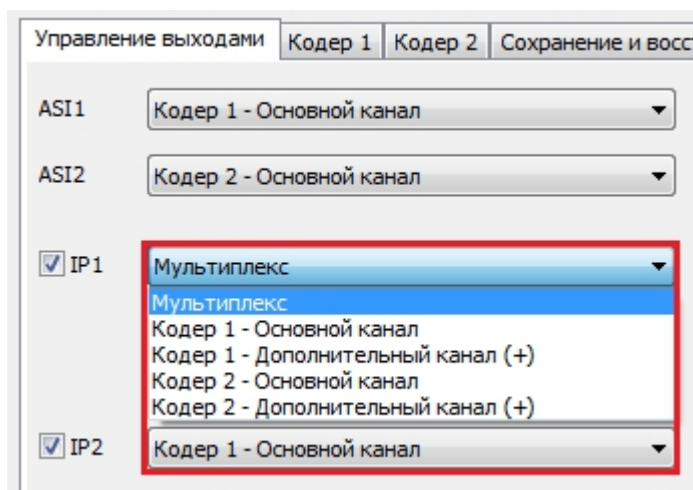 Управление выходами Кодер 1 Кодер 2 Сохранение и восс
ASI1 Кодер 1 - Основной канал
ASI2 Кодер 2 - Основной канал
IP1 Мультиплекс
Мультиплекс
Кодер 1 - Основной канал
Кодер 1 - Дополнительный канал (+)
Кодер 2 - Основной канал
Кодер 2 - Дополнительный канал (+)
IP2 Кодер 1 - Основной канал